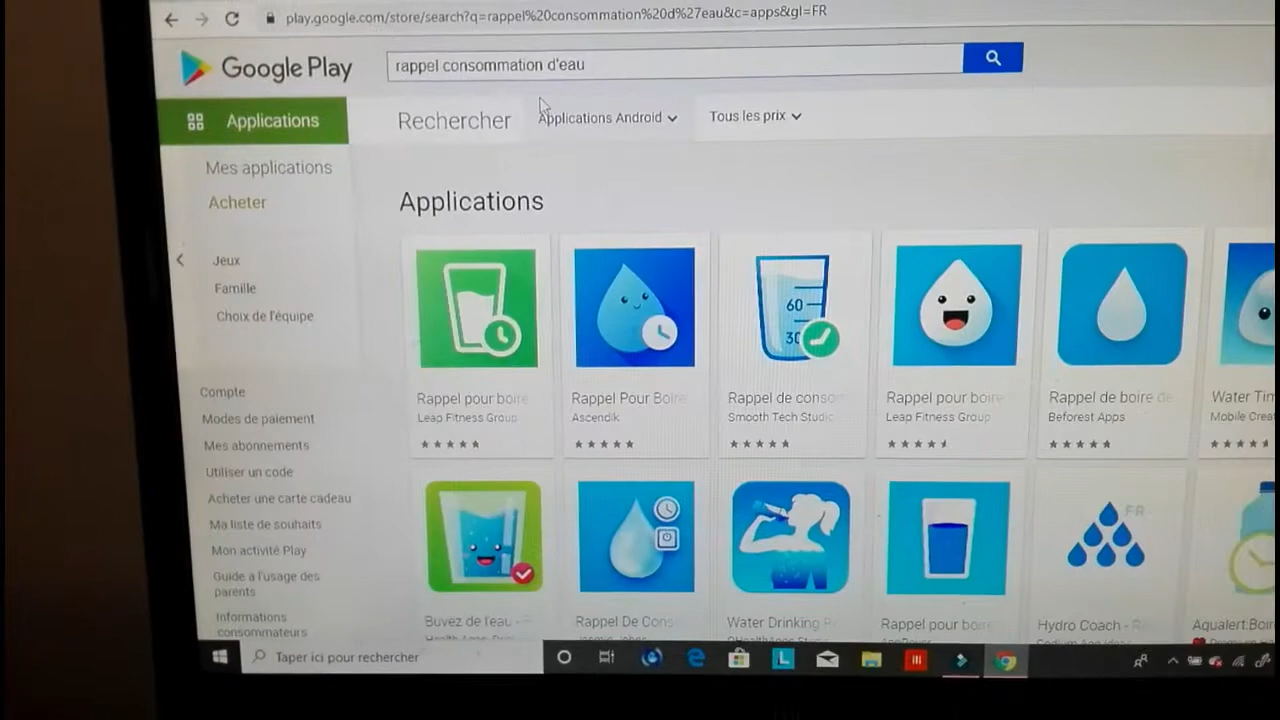 play.google.com/store/search?q=rappel%20consommation%20d%27eau&c=apps&gl=FR
Google Play
rappel consommation d'eau
Applications
Rechercher
Applications Android
Tous les prix
Mes applications
Acheter
Jeux
Famille
Choix de l'équipe
Compte
Modes de paiement
Mes abonnements
Utiliser un code
Acheter une carte cadeau
Ma liste de souhaits
Mon activité Play
Guide a l'usage des
parents
Informations
consommateurs
Applications
60
30
Rappel pour boire
Leap Fitness Group
Rappel Pour Boire
Ascendik
Rappel de conso
Smooth Tech Studio
Rappel pour boire
Leap Fitness Group
Rappel de boire de
Beforest Apps
Water Tim
Mobile Crea
FR
Buvez de l'eau -
Rappel De Cons
Water Drinking R
Rappel pour boire
Hydro Coach - R
Aqualert:Boir
Taper ici pour rechercher
L